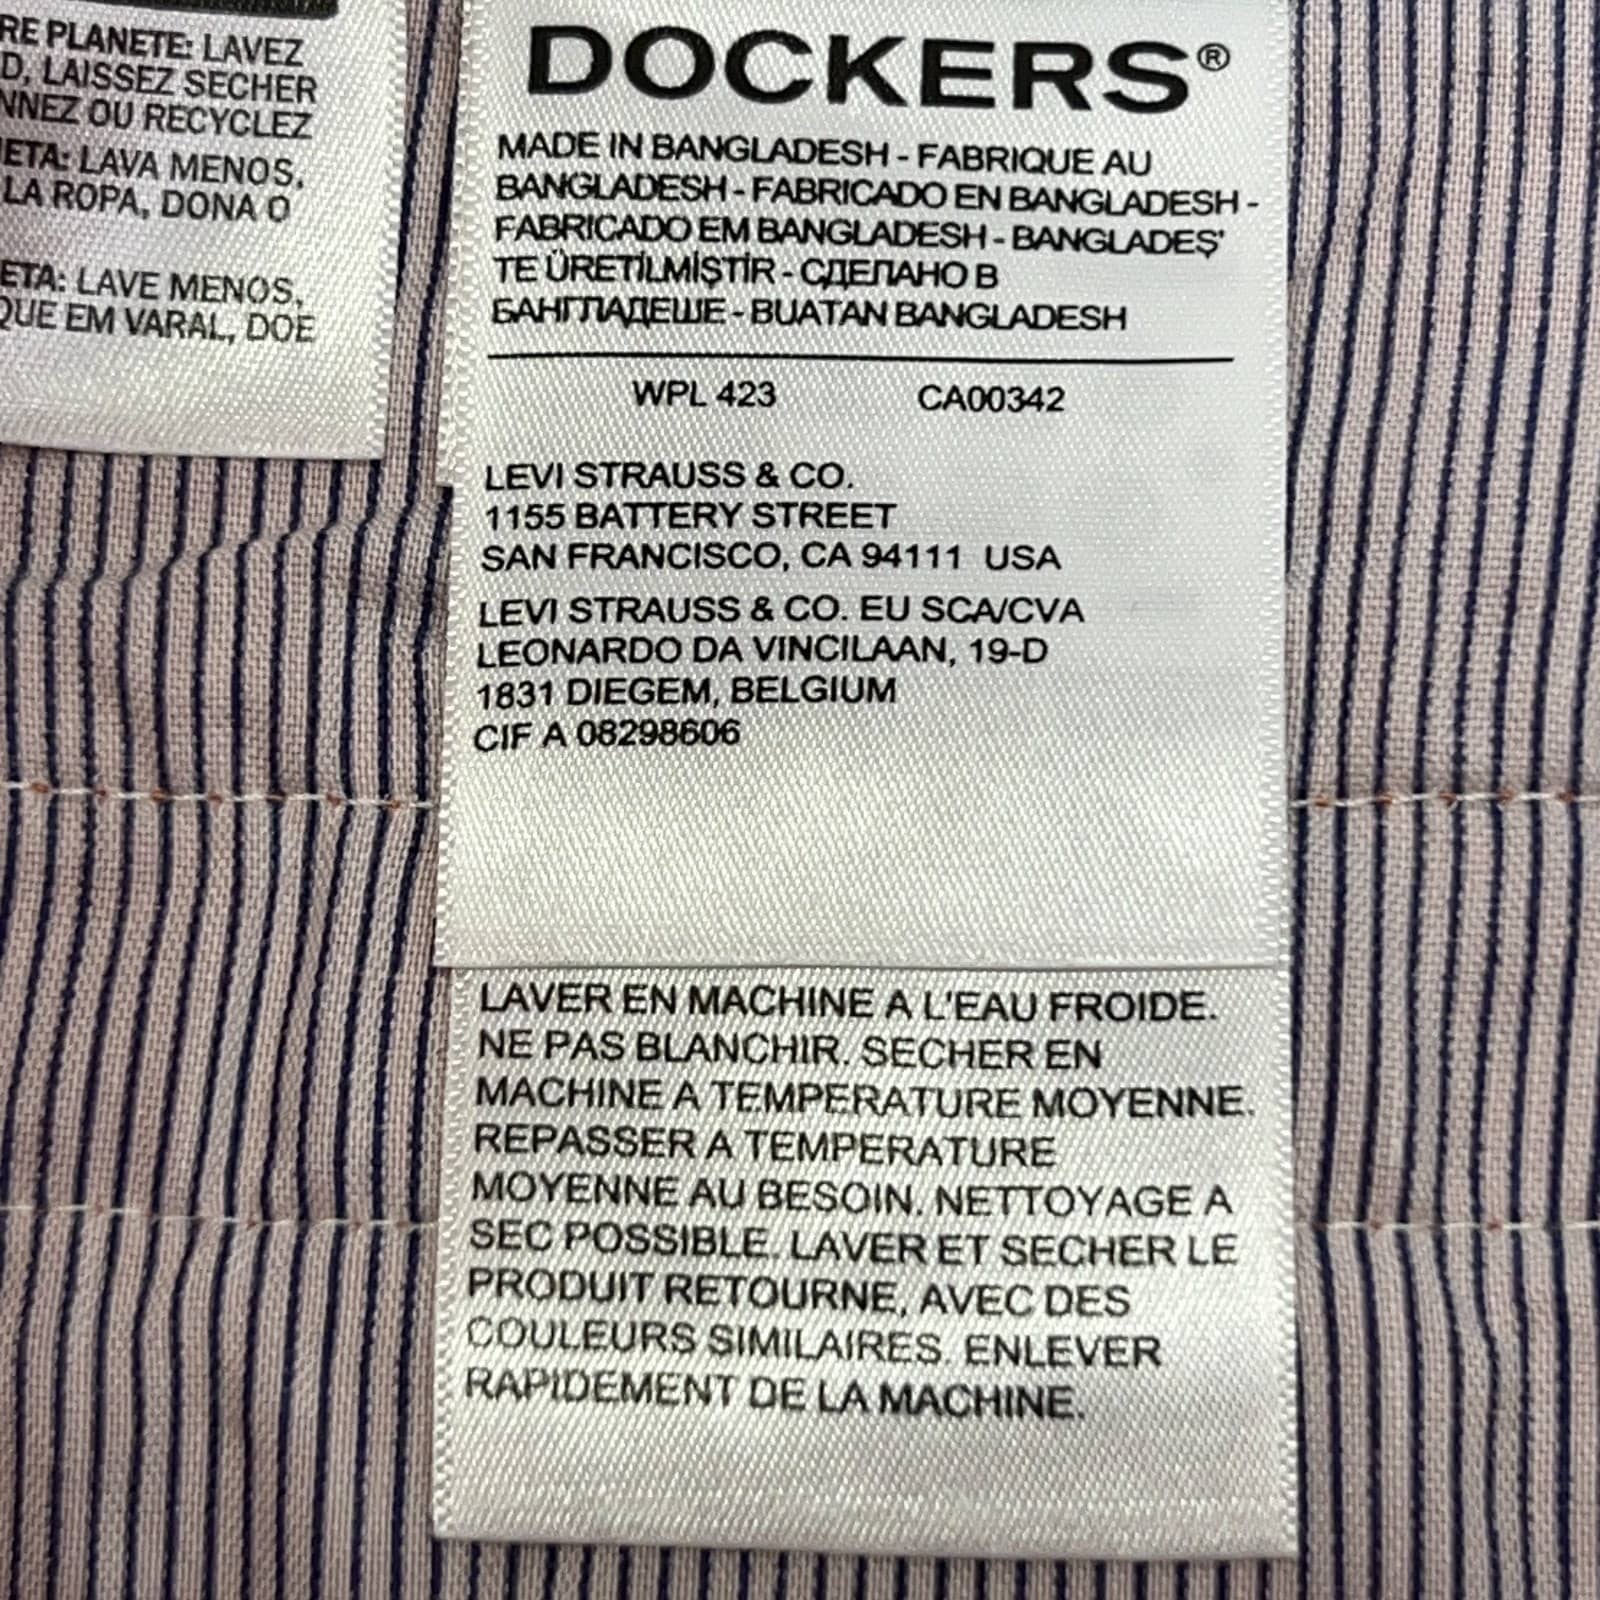 RE PLANETE: LAVEZ
D, LAISSEZ SECHER
NNEZ OU RECYCLEZ
ETA: LAVA MENOS,
LA ROPA, DONA O
ETA: LAVE MENOS,
QUE EM VARAL, DOE
DOCKERS®
MADE IN BANGLADESH - FABRIQUE AU
BANGLADESH - FABRICADO EN BANGLADESH -
FABRICADO EM BANGLADESH - BANGLADEŞ'
TE ÜRETİLMİŞTİR - СДЕЛАНО В
БАНГЛАДЕШЕ - BUATAN BANGLADESH
WPL 423 CA00342
LEVI STRAUSS & CO.
1155 BATTERY STREET
SAN FRANCISCO, CA 94111 USA
LEVI STRAUSS & CO. EU SCA/CVA
LEONARDO DA VINCILAAN, 19-D
1831 DIEGEM, BELGIUM
CIF A 08298606
LAVER EN MACHINE A L'EAU FROIDE.
NE PAS BLANCHIR. SECHER EN
MACHINE A TEMPERATURE MOYENNE.
REPASSER A TEMPERATURE
MOYENNE AU BESOIN. NETTOYAGE A
SEC POSSIBLE. LAVER ET SECHER LE
PRODUIT RETOURNE, AVEC DES
COULEURS SIMILAIRES. ENLEVER
RAPIDEMENT DE LA MACHINE.